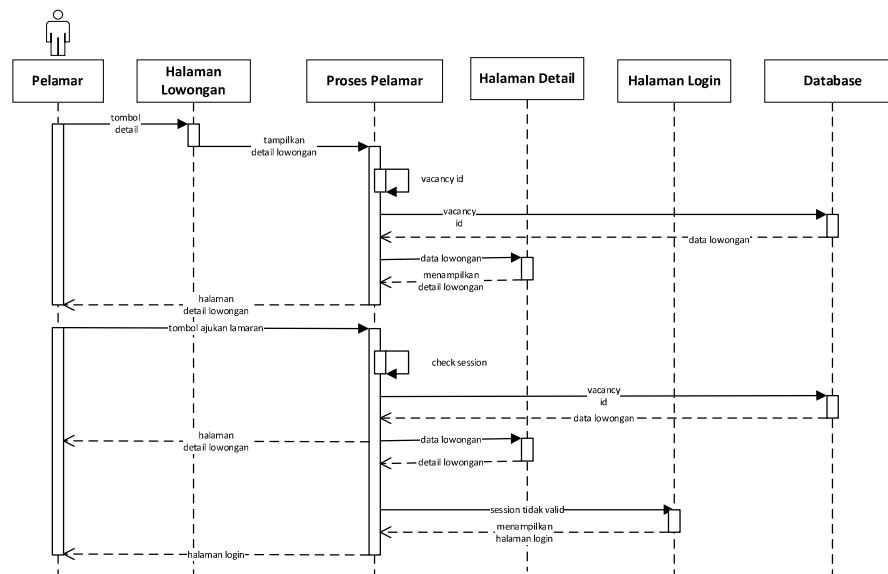 Pelamar
Halaman
Lowongan
Proses Pelamar
Halaman Detail
Halaman Login
Database
tombol
detail
tampilkan
detail lowongan
vacancy id
vacancy
id
data lowongan
data lowongan
menampilkan
detail lowongan
halaman
detail lowongan
tombol ajukan lamaran
check session
vacancy
id
data lowongan
halaman
detail lowongan
data lowongan
detail lowongan
session tidak valid
menampilkan
halaman login
halaman login